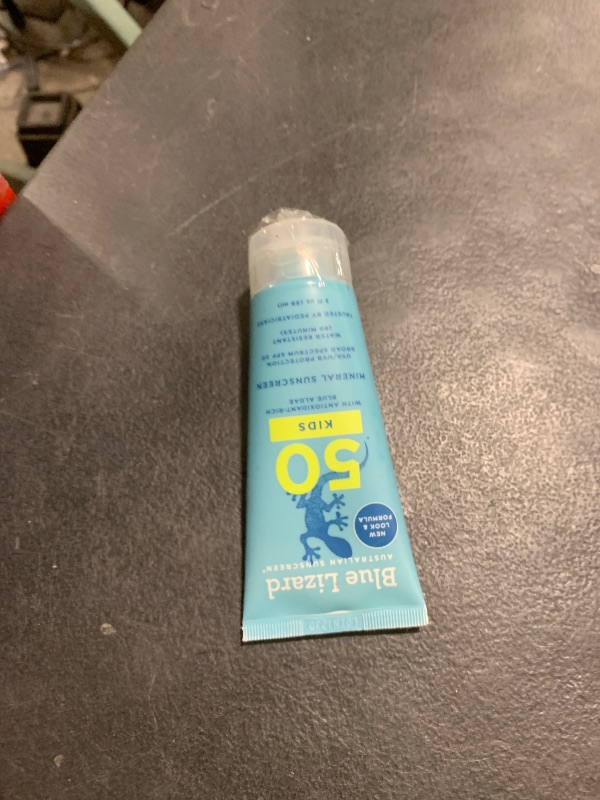 Blue Lizard
AUSTRALIAN SUNSCREEN
NEW
LOOK &
FORMULA
50
KIDS
WITH ANTIOXIDANT-RICH
BLUE ALGAE
MINERAL SUNSCREEN
UVA/UVB PROTECTION
BROAD SPECTRUM SPF 50
WATER RESISTANT
(80 MINUTES)
TRUSTED BY PEDIATRICIANS